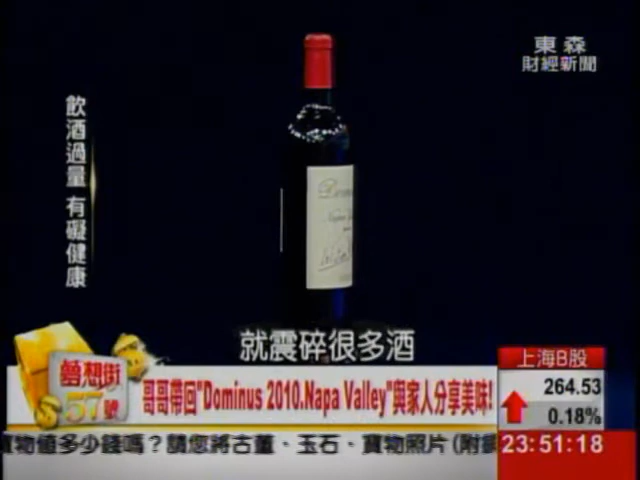 東森
財經新聞
飲酒過量 有礙健康
就震碎很多酒
夢想街
57號
哥哥帶回"Dominus 2010.Napa Valley"與家人分享美味!
上海B股
264.53
0.18%
寶物值多少錢嗎?請您將古董、玉石、寶物照片(附
23:51:18